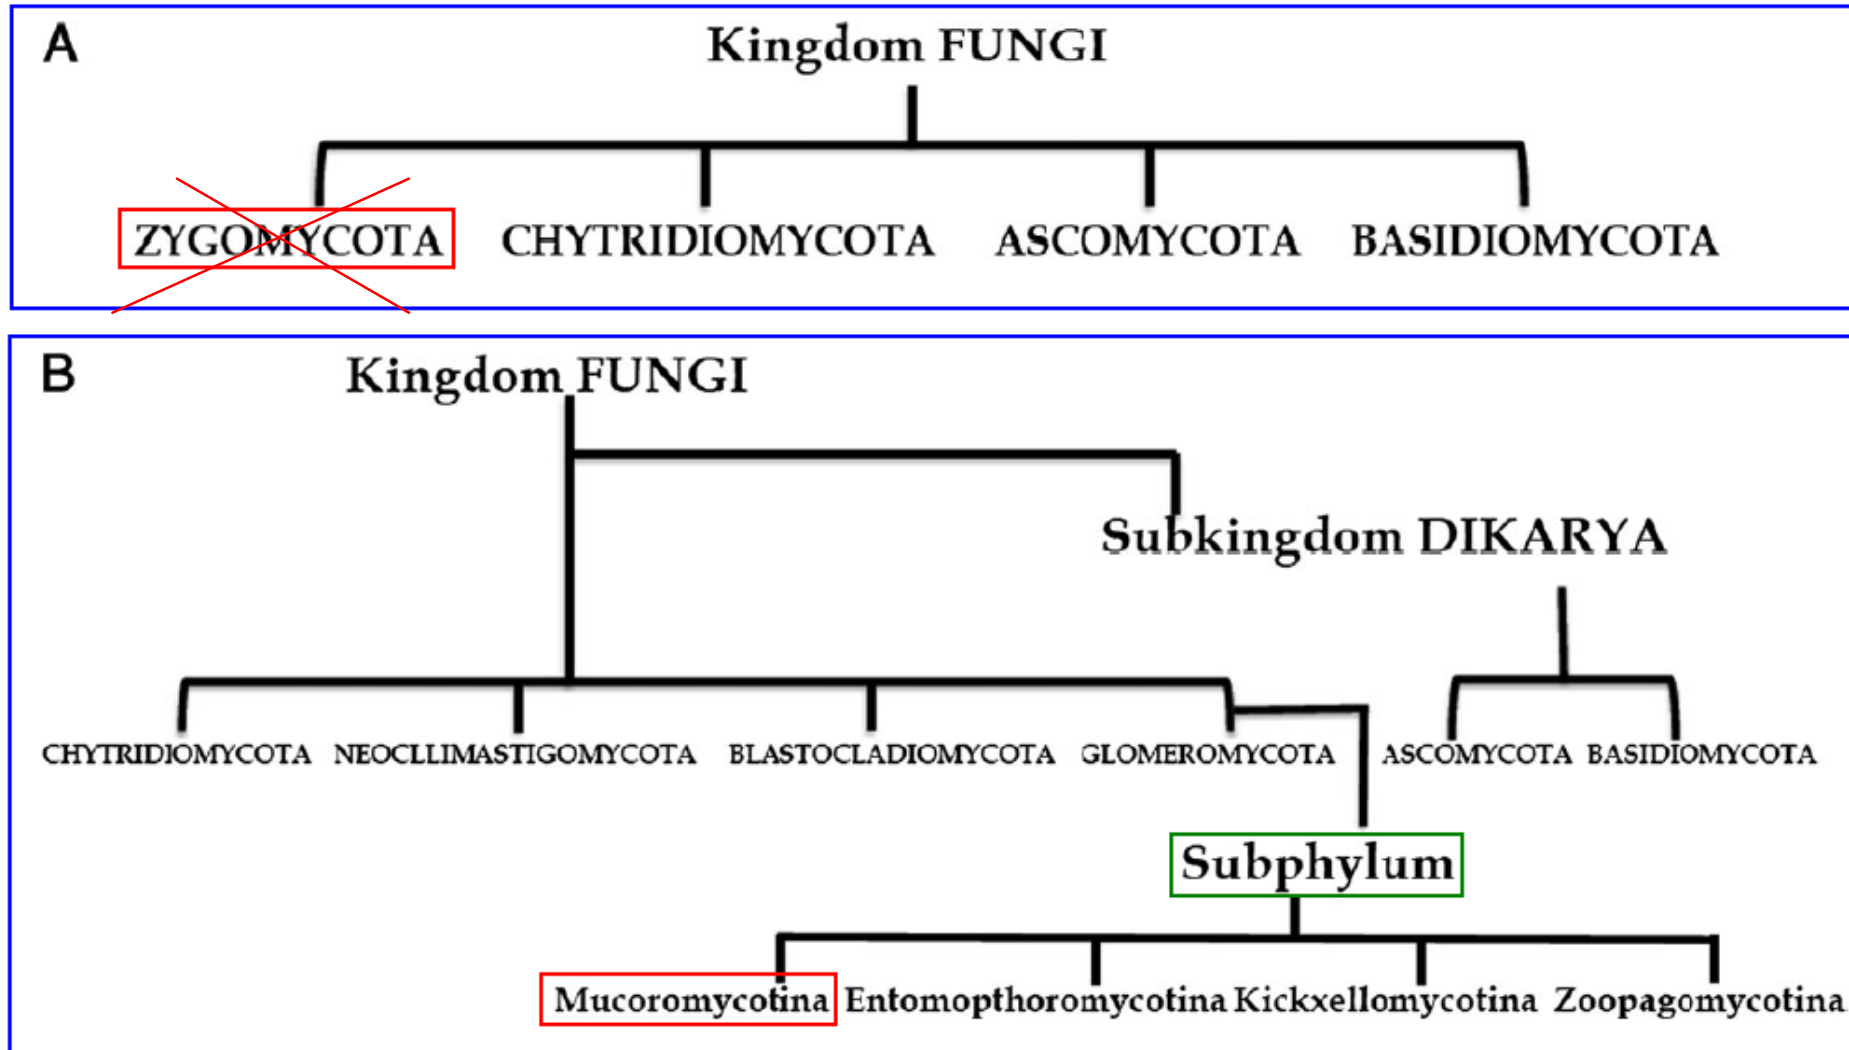 A
Kingdom FUNGI
ZYGOMYCOTA CHYTRIDIOMYCOTA ASCOMYCOTA BASIDIOMYCOTA
B
Kingdom FUNGI
Subkingdom DIKARYA
CHYTRIDIOMYCOTA NEOCLLIMASTIGOMYCOTA BLASTOCLADIOMYCOTA GLOMEROMYCOTA ASCOMYCOTA BASIDIOMYCOTA
Subphylum
Mucoromycotina Entomopthoromycotina Kickxellomycotina Zoopagomycotina